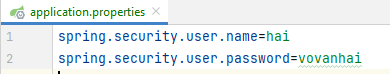 application.properties
1 spring.security.user.name=hai
2 spring.security.user.password=vovanhai